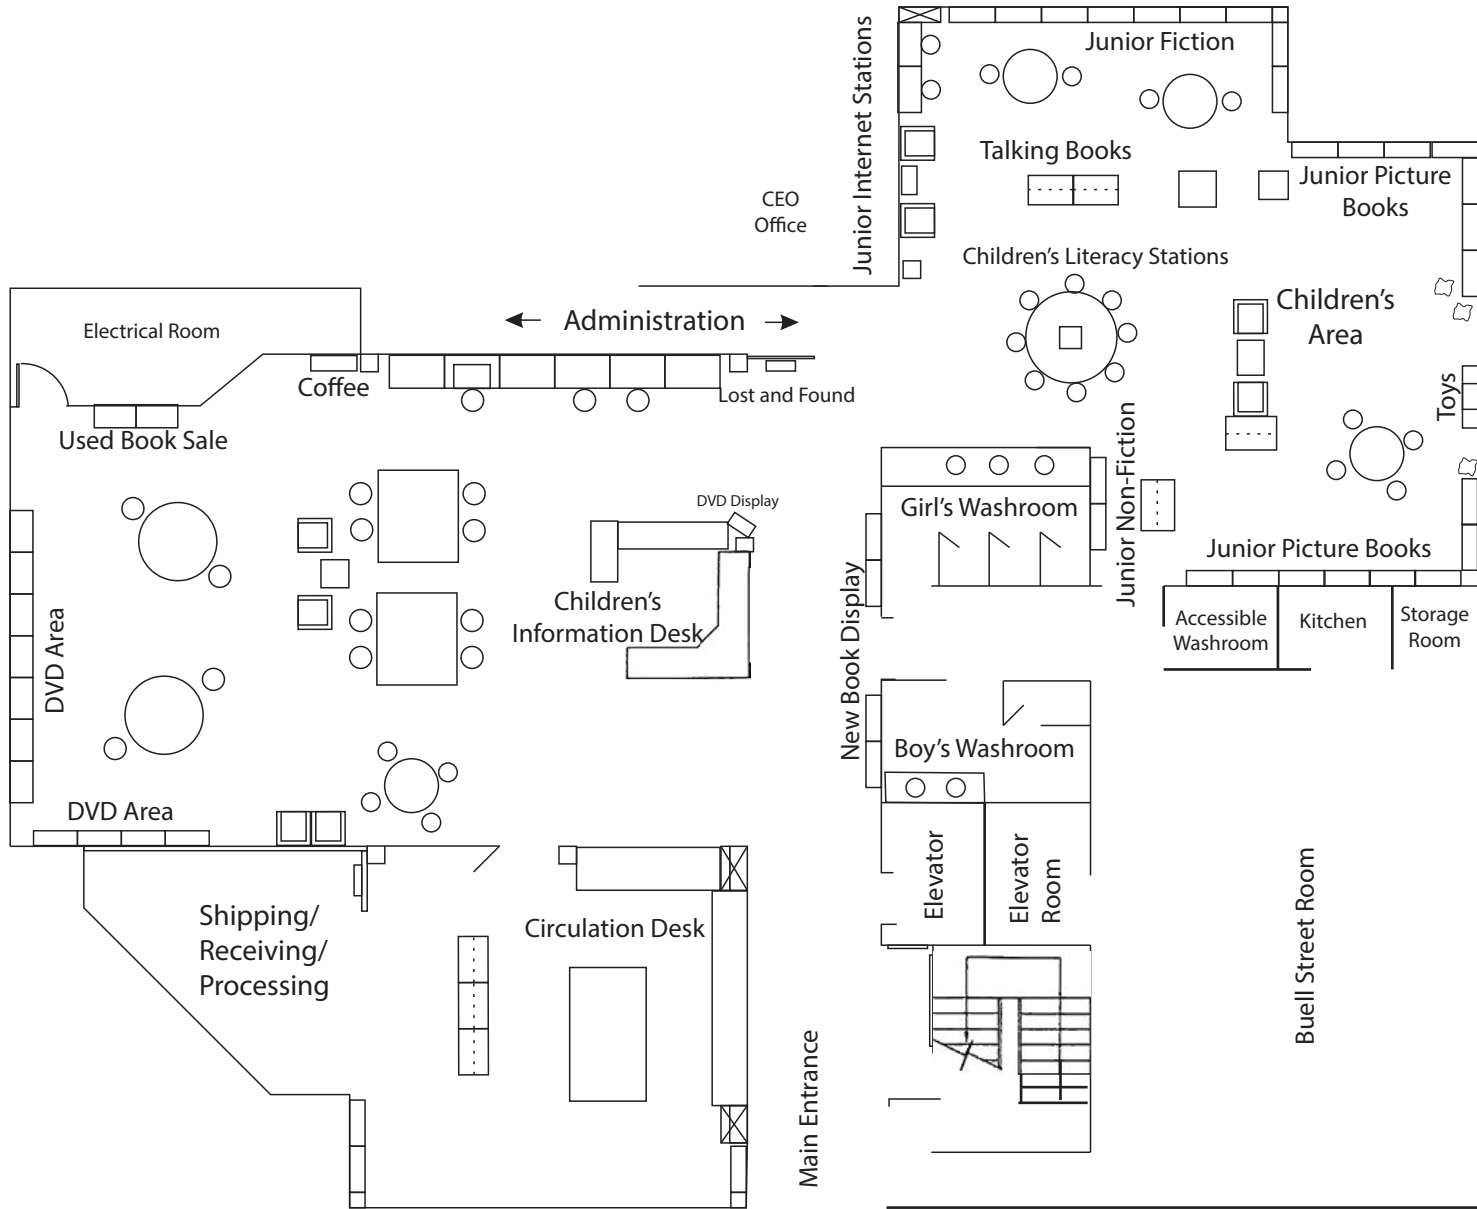 Junior Fiction
Junior Internet Stations
Talking Books
Junior Picture
Books
CEO
Office
Children's Literacy Stations
Children's
Area
Electrical Room
Administration
Coffee
Lost and Found
Toys
Used Book Sale
DVD Display
Girl's Washroom
Junior Non-Fiction
Junior Picture Books
Children's
Information Desk
New Book Display
Accessible
Washroom
Kitchen
Storage
Room
DVD Area
Boy's Washroom
DVD Area
Elevator
Elevator
Room
Shipping/
Receiving/
Processing
Circulation Desk
Buell Street Room
Main Entrance